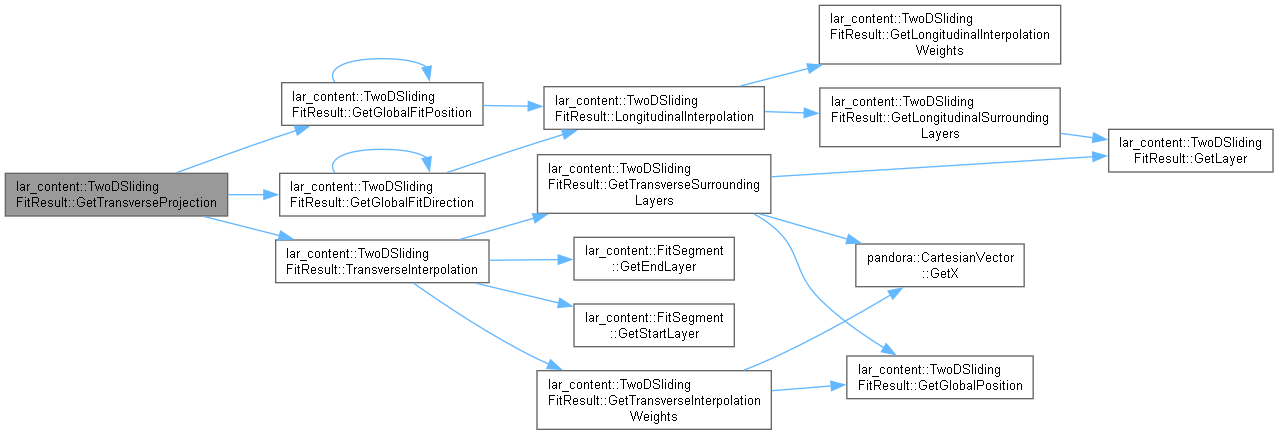 lar_content::TwoDSliding
FitResult::GetTransverseProjection
lar_content::TwoDSliding
FitResult::GetGlobalFitPosition
lar_content::TwoDSliding
FitResult::GetGlobalFitDirection
lar_content::TwoDSliding
FitResult::TransverseInterpolation
lar_content::TwoDSliding
FitResult::LongitudinalInterpolation
lar_content::TwoDSliding
FitResult::GetTransverseSurrounding
Layers
lar_content::FitSegment
::GetEndLayer
lar_content::FitSegment
::GetStartLayer
lar_content::TwoDSliding
FitResult::GetTransverseInterpolation
Weights
lar_content::TwoDSliding
FitResult::GetLongitudinalInterpolation
Weights
lar_content::TwoDSliding
FitResult::GetLongitudinalSurrounding
Layers
pandora::CartesianVector
::GetX
lar_content::TwoDSliding
FitResult::GetGlobalPosition
lar_content::TwoDSliding
FitResult::GetLayer